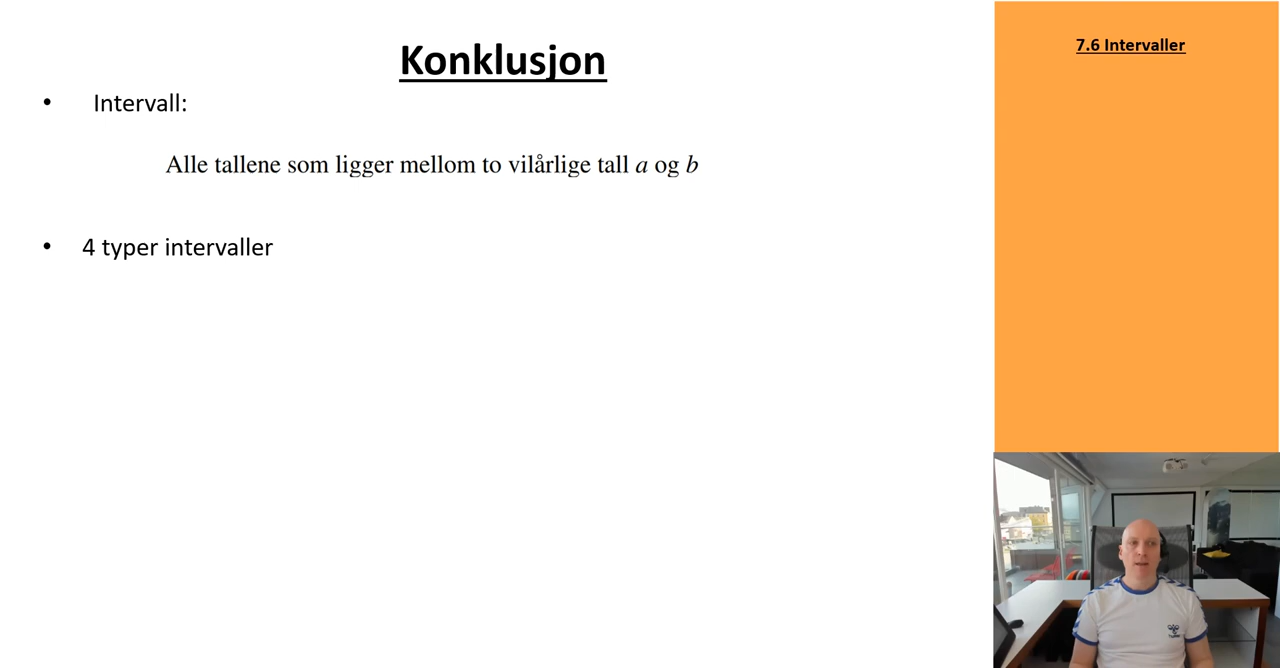 Konklusjon
Intervall:
Alle tallene som ligger mellom to vilårlige tall a og b
4 typer intervaller
7.6 Intervaller